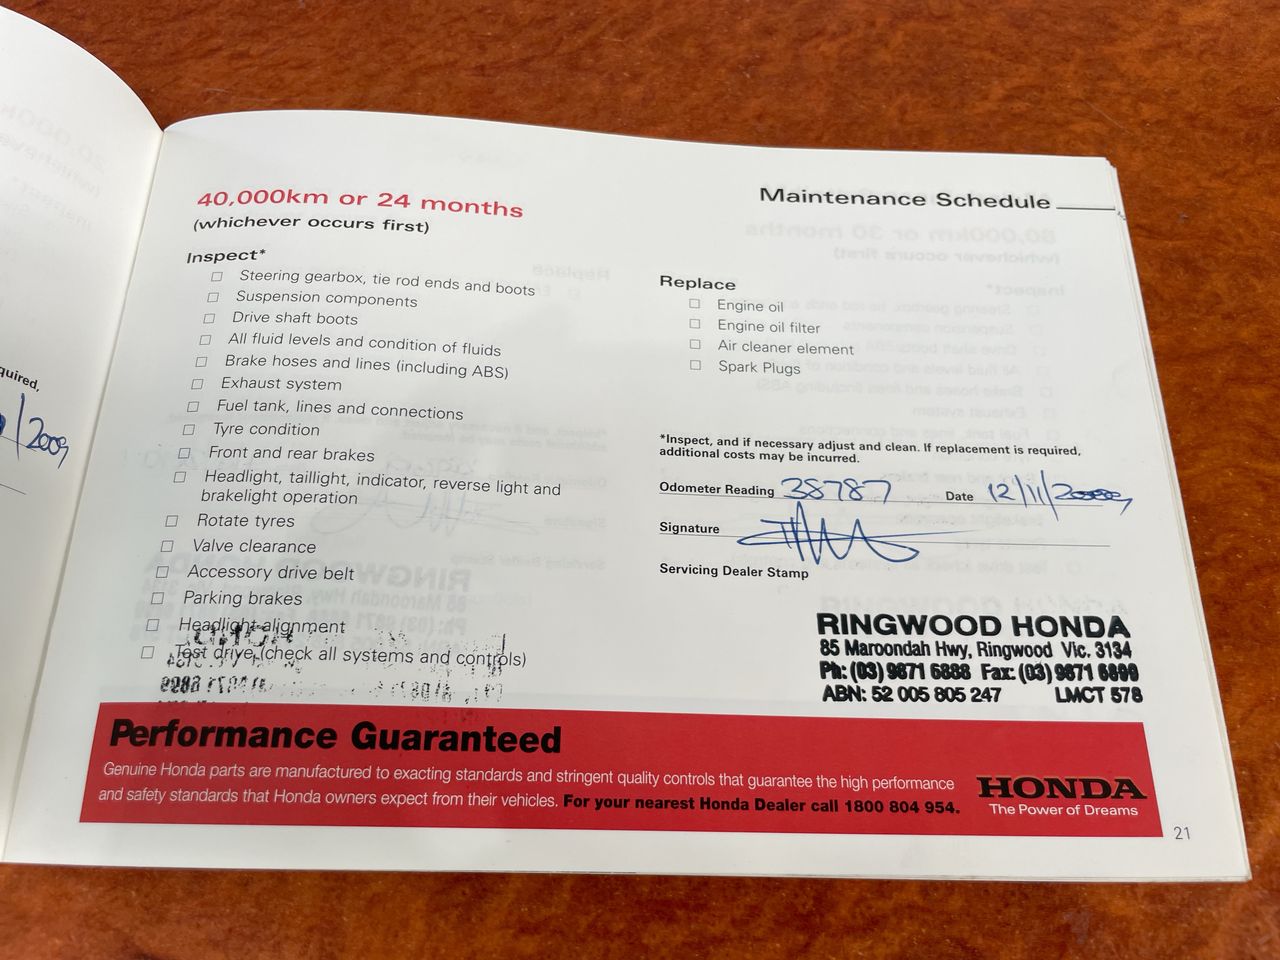 40,000km or 24 months
(whichever occurs first)
Inspect*
Steering gearbox, tie rod ends and boots
Suspension components
Drive shaft boots
All fluid levels and condition of fluids
Brake hoses and lines (including ABS)
Exhaust system
Fuel tank, lines and connections
Tyre condition
Front and rear brakes
Headlight, taillight, indicator, reverse light and
brakelight operation
Rotate tyres
Valve clearance
Accessory drive belt
Parking brakes
Headlight alignment
Test drive (check all systems and controls)
Maintenance Schedule
Replace
Engine oil
Engine oil filter
Air cleaner element
Spark Plugs
*Inspect, and if necessary adjust and clean. If replacement is required,
additional costs may be incurred.
Odometer Reading 38787 Date 12/11/
Signature
Servicing Dealer Stamp
RINGWOOD HONDA
85 Maroondah Hwy, Ringwood Vic. 3134
Ph: (03) 9871 6888 Fax: (03) 9871 6899
ABN: 52 005 805 247 LMCT 578
Performance Guaranteed
Genuine Honda parts are manufactured to exacting standards and stringent quality controls that guarantee the high performance
and safety standards that Honda owners expect from their vehicles. For your nearest Honda Dealer call 1800 804 954.
HONDA
The Power of Dreams
21
quired,
/2009